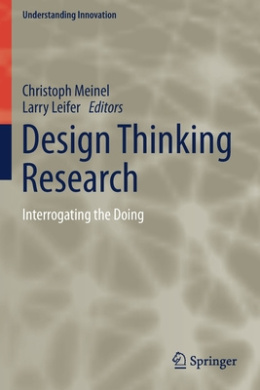 Understanding Innovation
Christoph Meinel
Larry Leifer Editors
Design Thinking
Research
Interrogating the Doing
Springer